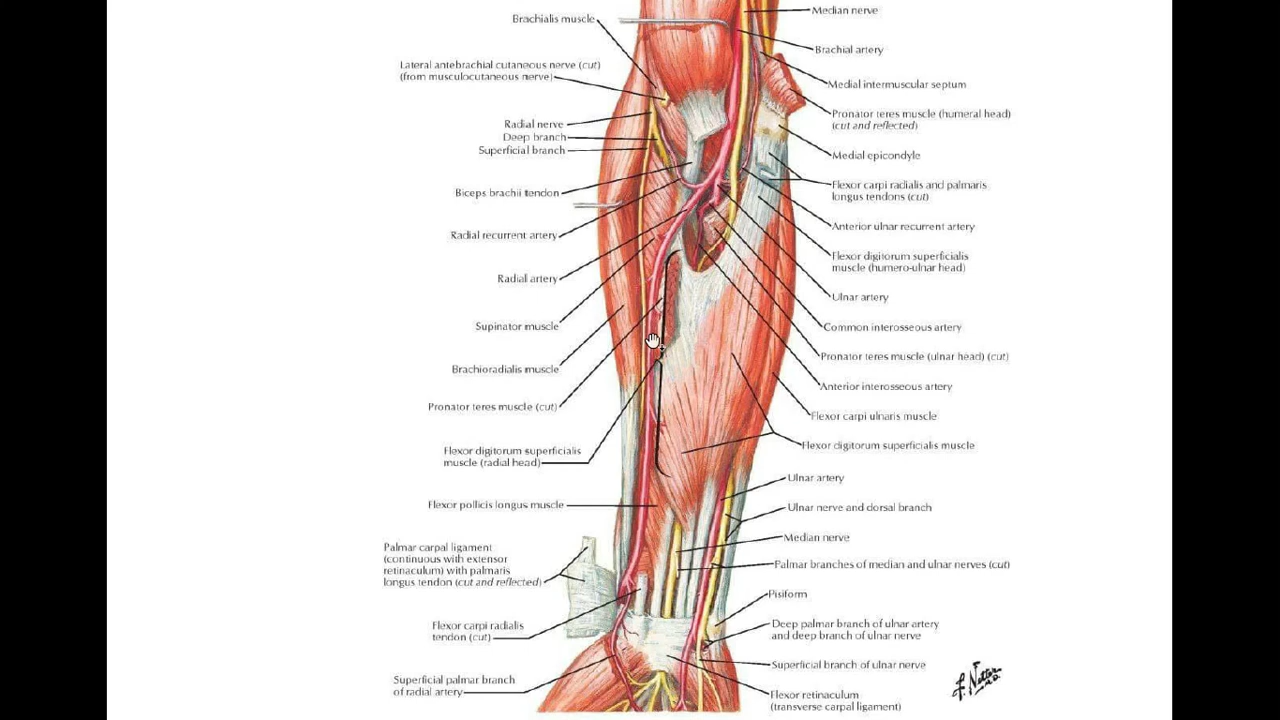 Brachialis muscle
Lateral antebrachial cutaneous nerve (cut)
(from musculocutaneous nerve)
Radial nerve
Deep branch
Superficial branch
Biceps brachii tendon
Radial recurrent artery
Radial artery
Supinator muscle
Brachioradialis muscle
Pronator teres muscle (cut)
Flexor digitorum superficialis
muscle (radial head)
Flexor pollicis longus muscle
Palmar carpal ligament
(continuous with extensor
retinaculum) with palmaris
longus tendon (cut and reflected)
Flexor carpi radialis
tendon (cut)
Superficial palmar branch
of radial artery
Median nerve
Brachial artery
Medial intermuscular septum
Pronator teres muscle (humeral head)
(cut and reflected)
Medial epicondyle
Flexor carpi radialis and palmaris
longus tendons (cut)
Anterior ulnar recurrent artery
Flexor digitorum superficialis
muscle (humero-ulnar head)
Ulnar artery
Common interosseous artery
Pronator teres muscle (ulnar head) (cut)
Anterior interosseous artery
Flexor carpi ulnaris muscle
Flexor digitorum superficialis muscle
Ulnar artery
Ulnar nerve and dorsal branch
Median nerve
Palmar branches of median and ulnar nerves (cut)
Pisiform
Deep palmar branch of ulnar artery
and deep branch of ulnar nerve
Superficial branch of ulnar nerve
Flexor retinaculum
(transverse carpal ligament)